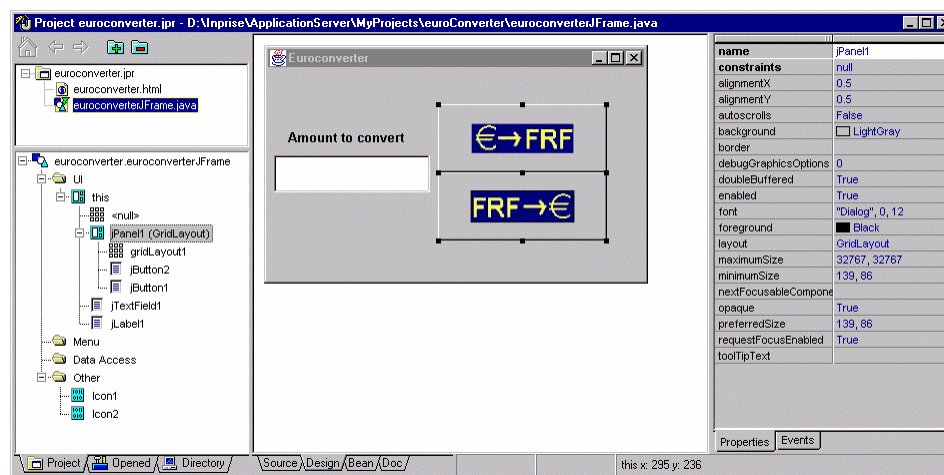 Project euroconverter.jpr - D:\Inprise\ApplicationServer\MyProjects\euroConverter\euroconverterJFrame.java
euroconverter.jpr
euroconverter.html
euroconverterJFrame.java
euroconverter.euroconverterJFrame
UI
this
<null>
jPanel1 (GridLayout)
gridLayout1
jButton2
jButton1
jTextField1
jLabel1
Menu
Data Access
Other
Icon1
Icon2
Project Opened Directory
Euroconverter
Amount to convert
€→FRF
FRF→€
Source Design Bean Doc
this x: 295 y: 236
name jPanel1
constraints null
alignmentX 0.5
alignmentY 0.5
autoscrolls False
background LightGray
border
debugGraphicsOptions 0
doubleBuffered True
enabled True
font "Dialog", 0, 12
foreground Black
layout GridLayout
maximumSize 32767, 32767
minimumSize 139, 86
nextFocusableCompone
opaque True
preferredSize 139, 86
requestFocusEnabled True
toolTipText
Properties Events